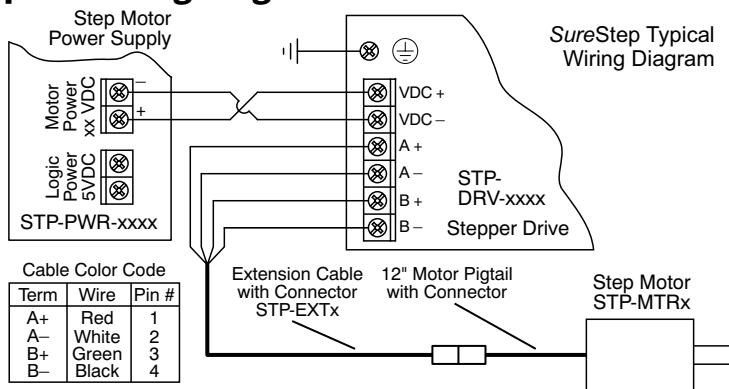 Step Motor
Power Supply
SureStep Typical
Wiring Diagram
Motor
Power
xx VDC
–
+
Logic
Power
5VDC
STP-PWR-xxxx
VDC +
VDC –
A +
A –
B +
B –
STP-
DRV-xxxx
Stepper Drive
Cable Color Code
Term Wire Pin #
A+ Red 1
A– White 2
B+ Green 3
B– Black 4
Extension Cable
with Connector
STP-EXTx
12" Motor Pigtail
with Connector
Step Motor
STP-MTRx